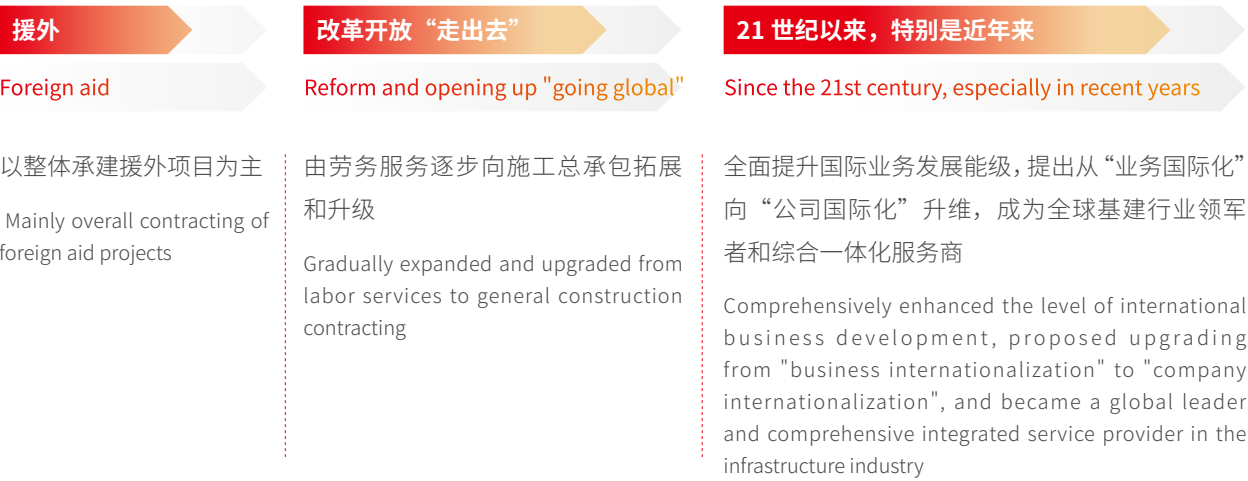 援外
Foreign aid
以整体承建援外项目为主
Mainly overall contracting of
foreign aid projects
改革开放“走出去”
Reform and opening up "going global"
由劳务服务逐步向施工总承包拓展
和升级
Gradually expanded and upgraded from
labor services to general construction
contracting
21 世纪以来，特别是近年来
Since the 21st century, especially in recent years
全面提升国际业务发展能级，提出从“业务国际化”
向“公司国际化”升维，成为全球基建行业领军
者和综合一体化服务商
Comprehensively enhanced the level of international
business development, proposed upgrading
from "business internationalization" to "company
internationalization", and became a global leader
and comprehensive integrated service provider in the
infrastructure industry